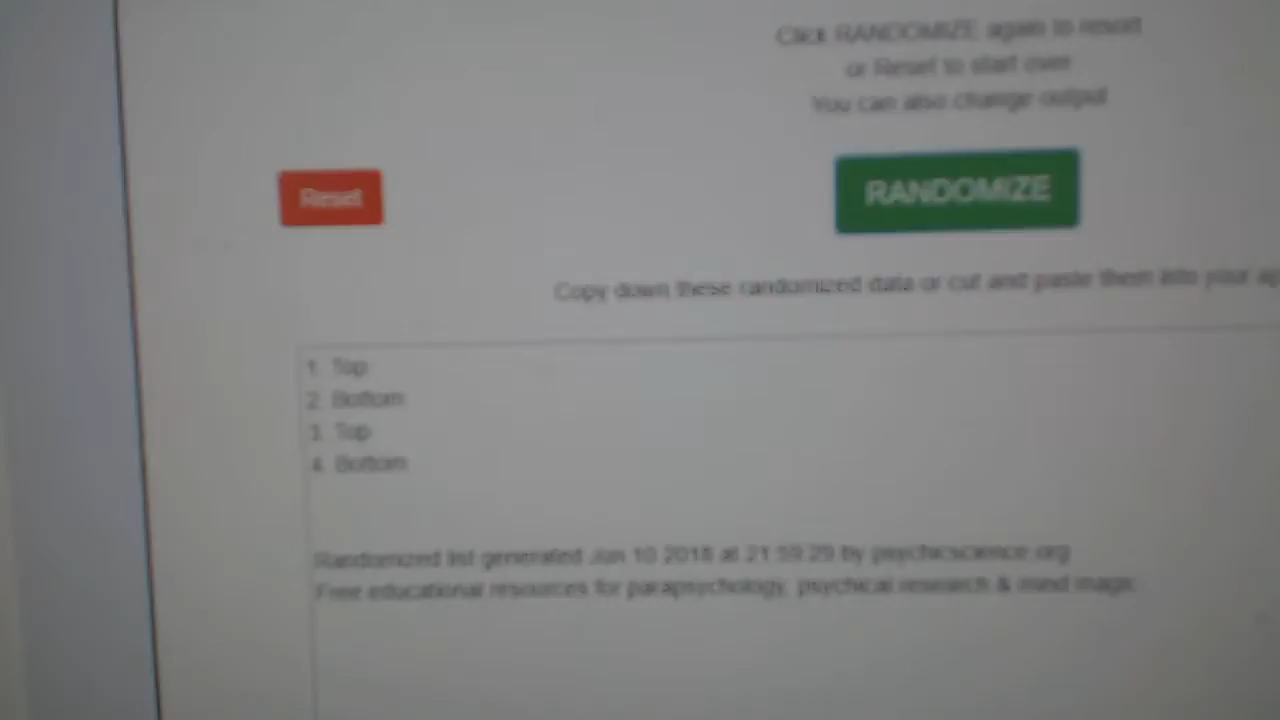 Click RANDOMIZE again to resort
or Reset to start over
You can also change output
Reset
RANDOMIZE
Copy down these randomized data or cut and paste them into your
1. Top
2. Bottom
3. Top
4. Bottom
Randomized list generated Jun 10 2018 at 21:59:29 by psychicscience.org
Free educational resources for parapsychology, psychical research & mind magic.